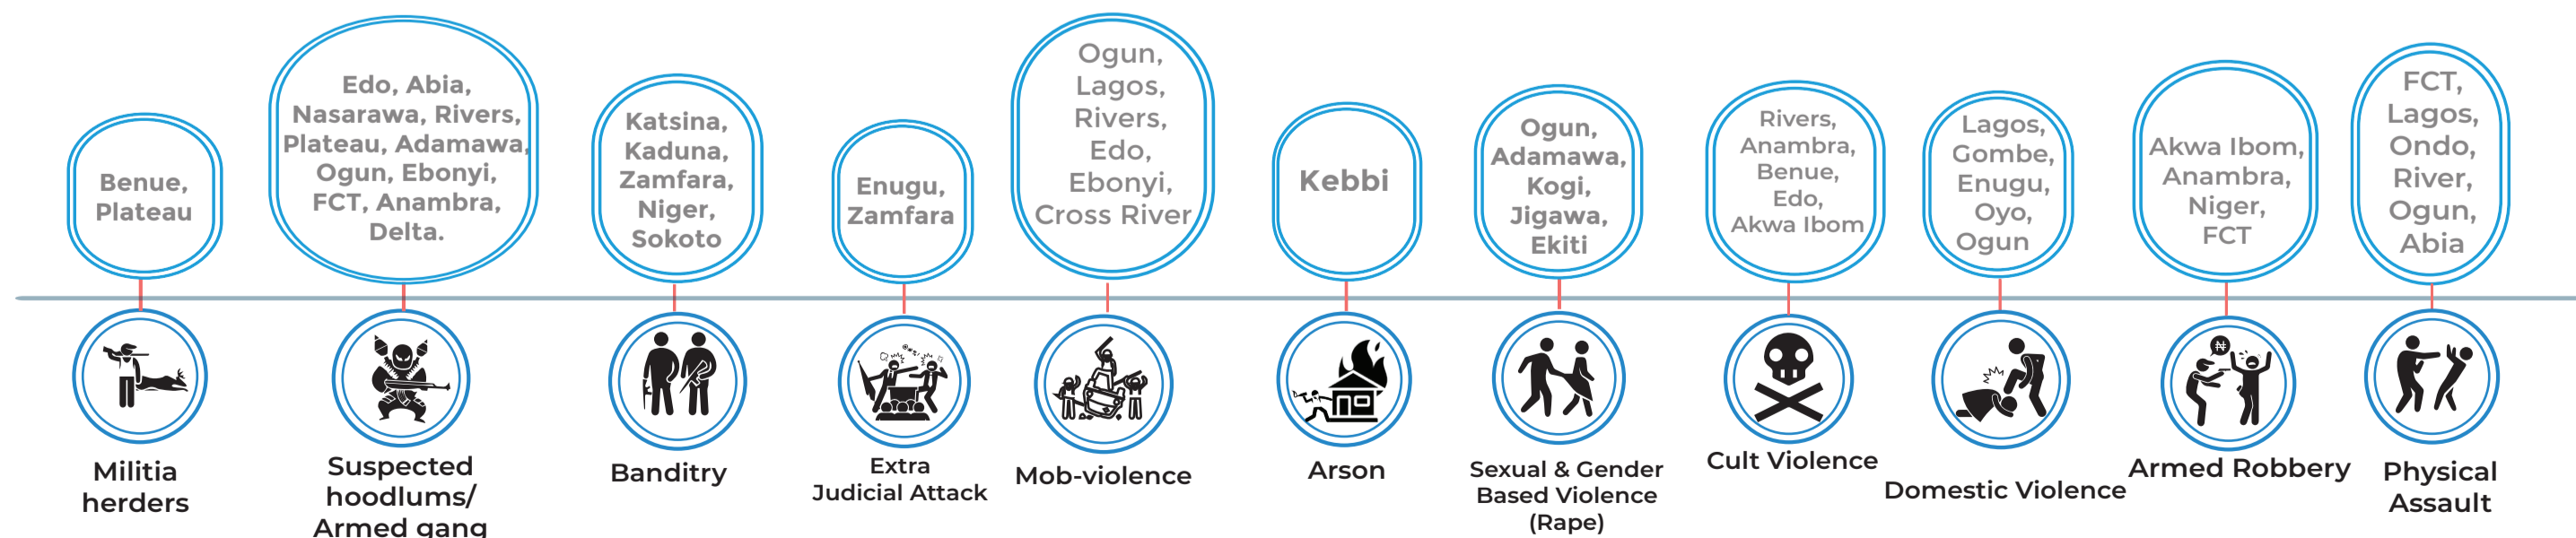 Benue,
Plateau
Militia
herders
Edo, Abia,
Nasarawa, Rivers,
Plateau, Adamawa,
Ogun, Ebonyi,
FCT, Anambra,
Delta.
Suspected
hoodlums/
Armed gang
Katsina,
Kaduna,
Zamfara,
Niger,
Sokoto
Banditry
Enugu,
Zamfara
Extra
Judicial Attack
Ogun,
Lagos,
Rivers,
Edo,
Ebonyi,
Cross River
Mob-violence
Kebbi
Arson
Ogun,
Adamawa,
Kogi,
Jigawa,
Ekiti
Sexual & Gender
Based Violence
(Rape)
Rivers,
Anambra,
Benue,
Edo,
Akwa Ibom
Cult Violence
Lagos,
Gombe,
Enugu,
Oyo,
Ogun
Domestic Violence
Akwa Ibom,
Anambra,
Niger,
FCT
₦
Armed Robbery
FCT,
Lagos,
Ondo,
River,
Ogun,
Abia
Physical
Assault